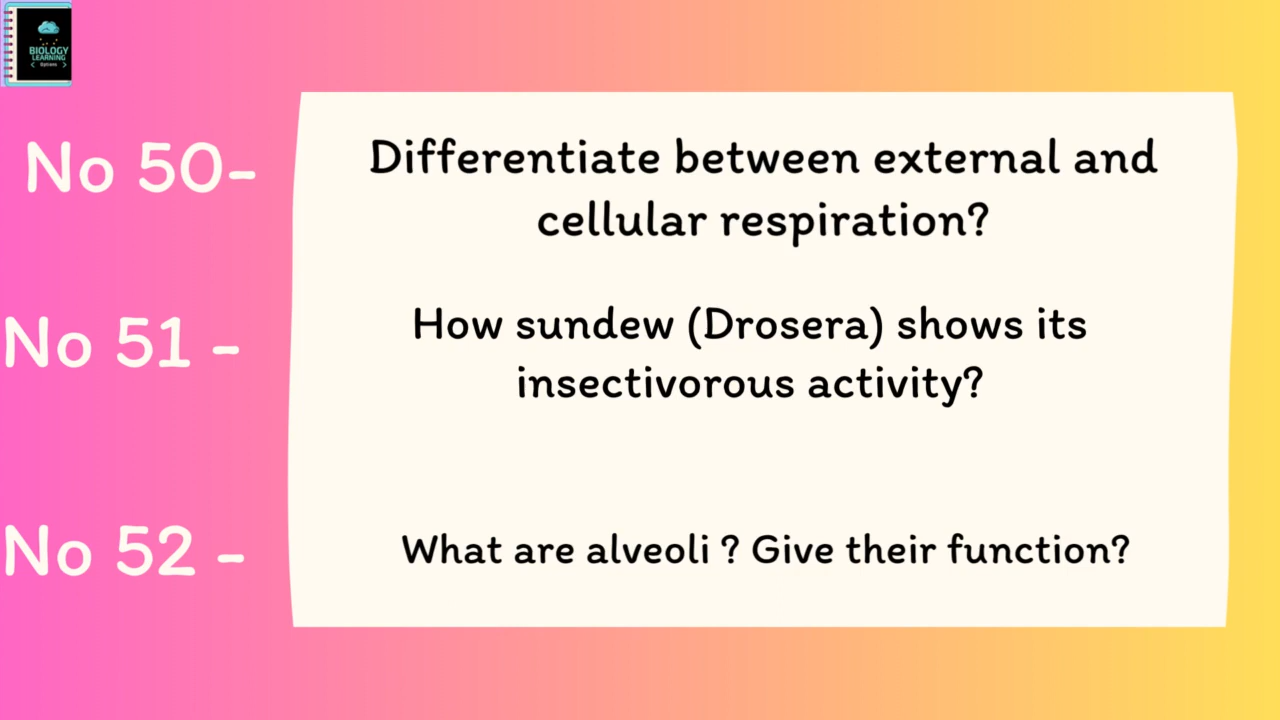 BIOLOGY
LEARNING
Options
No 50-
Differentiate between external and
cellular respiration?
No 51 -
How sundew (Drosera) shows its
insectivorous activity?
No 52 -
What are alveoli ? Give their function?